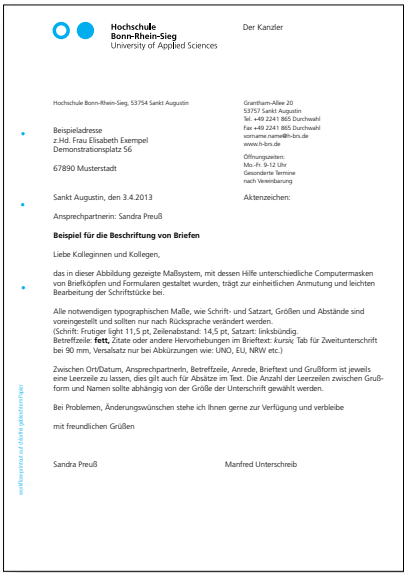 Hochschule
Bonn-Rhein-Sieg
University of Applied Sciences
Der Kanzler
Hochschule Bonn-Rhein-Sieg, 53754 Sankt Augustin
Grantham-Allee 20
53757 Sankt Augustin
Tel. +49 2241 865 Durchwahl
Fax +49 2241 865 Durchwahl
vorname.name@h-brs.de
www.h-brs.de
Öffnungszeiten:
Mo.-Fr. 9-12 Uhr
Gesonderte Termine
nach Vereinbarung
Beispieladresse
z.Hd. Frau Elisabeth Exempel
Demonstrationsplatz 56
67890 Musterstadt
Sankt Augustin, den 3.4.2013
Aktenzeichen:
Ansprechpartnerin: Sandra Preuß
Beispiel für die Beschriftung von Briefen
Liebe Kolleginnen und Kollegen,
das in dieser Abbildung gezeigte Maßsystem, mit dessen Hilfe unterschiedliche Computermasken
von Briefköpfen und Formularen gestaltet wurden, trägt zur einheitlichen Anmutung und leichten
Bearbeitung der Schriftstücke bei.
Alle notwendigen typographischen Maße, wie Schrift- und Satzart, Größen und Abstände sind
voreingestellt und sollten nur nach Rücksprache verändert werden.
(Schrift: Frutiger light 11,5 pt, Zeilenabstand: 14,5 pt, Satzart: linksbündig.
Betreffzeile: fett, Zitate oder andere Hervorhebungen im Brieftext: kursiv, Tab für Zweitunterschrift
bei 90 mm, Versalsatz nur bei Abkürzungen wie: UNO, EU, NRW etc.)
Zwischen Ort/Datum, AnsprechpartnerIn, Betreffzeile, Anrede, Brieftext und Grußform ist jeweils
eine Leerzeile zu lassen, dies gilt auch für Absätze im Text. Die Anzahl der Leerzeilen zwischen Gruß-
form und Namen sollte abhängig von der Größe der Unterschrift gewählt werden.
Bei Problemen, Änderungswünschen stehe ich Ihnen gerne zur Verfügung und verbleibe
mit freundlichen Grüßen
Sandra Preuß
Manfred Unterschreib
auf chlorfrei gebleichtem Papier